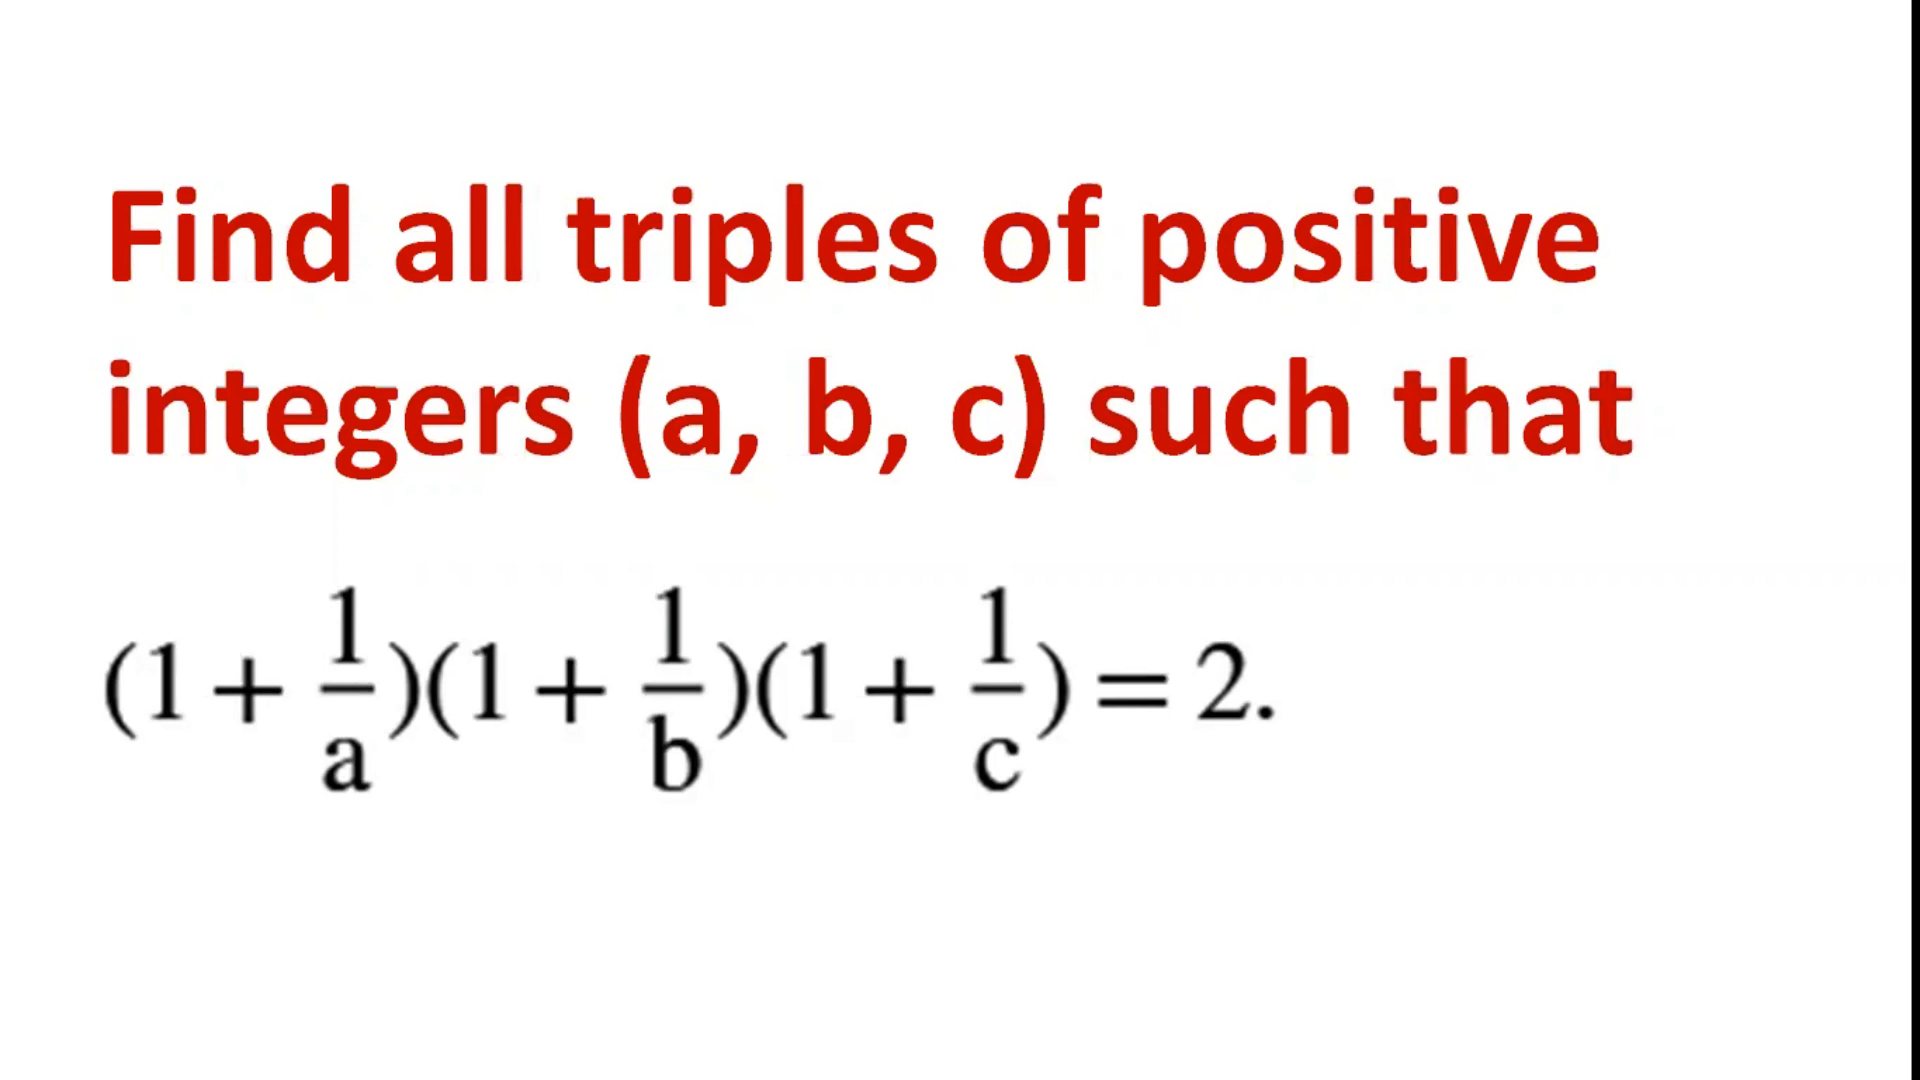 Find all triples of positive
integers (a, b, c) such that
(1 + 1/a)(1 + 1/b)(1 + 1/c) = 2.